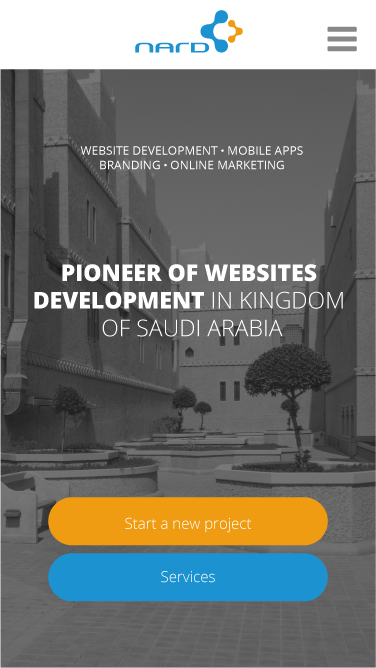 nard
WEBSITE DEVELOPMENT • MOBILE APPS
BRANDING • ONLINE MARKETING
PIONEER OF WEBSITES
DEVELOPMENT IN KINGDOM
OF SAUDI ARABIA
Start a new project
Services